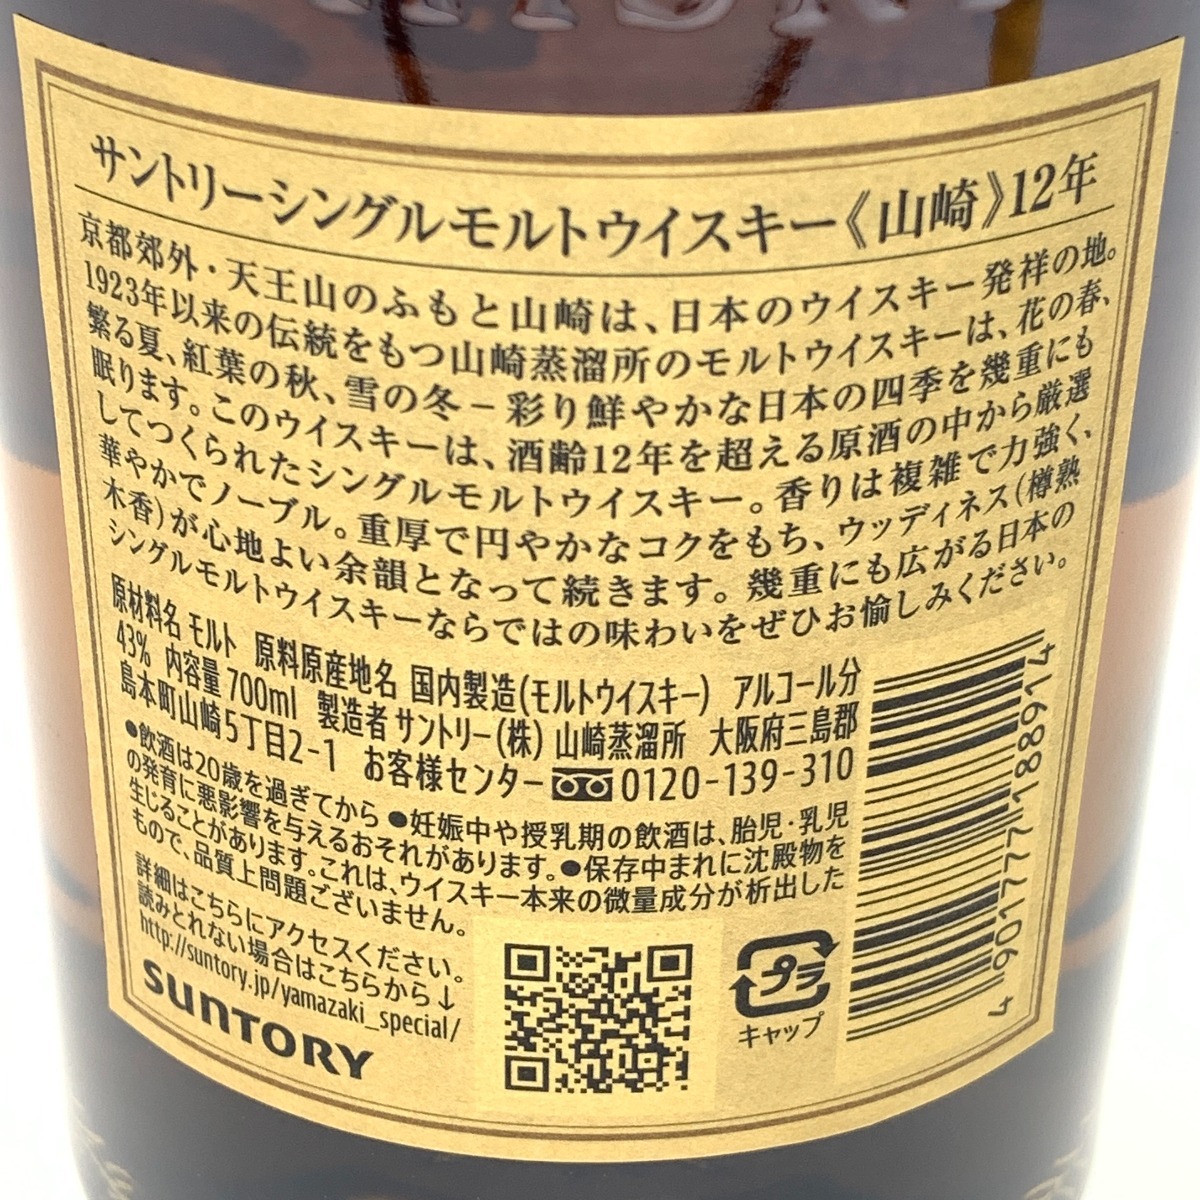 サントリーシングルモルトウイスキー《山崎》12年
京都郊外・天王山のふもと山崎は、日本のウイスキー発祥の地。
1923年以来の伝統をもつ山崎蒸溜所のモルトウイスキーは、花の春、
繁る夏、紅葉の秋、雪の冬－彩り鮮やかな日本の四季を幾重にも
眠ります。このウイスキーは、酒齢12年を超える原酒の中から厳選
してつくられたシングルモルトウイスキー。香りは複雑で力強く、
華やかでノーブル。重厚で円やかなコクをもち、ウッディネス(樽熟
木香)が心地よい余韻となって続きます。幾重にも広がる日本の
シングルモルトウイスキーならではの味わいをぜひお愉しみください。
原材料名 モルト 原料原産地名 国内製造(モルトウイスキー) アルコール分
43% 内容量 700ml 製造者 サントリー(株) 山崎蒸溜所 大阪府三島郡
島本町山崎5丁目2-1 お客様センター 0120-139-310
●飲酒は20歳を過ぎてから ●妊娠中や授乳期の飲酒は、胎児・乳児
の発育に悪影響を与えるおそれがあります。●保存中まれに沈殿物を
生じることがあります。これは、ウイスキー本来の微量成分が析出した
もので、品質上問題ございません。
詳細はこちらにアクセスください。
読みとれない場合はこちらから↓
http://suntory.jp/yamazaki_special/
SUNTORY
プラ
キャップ
4 901777 188914